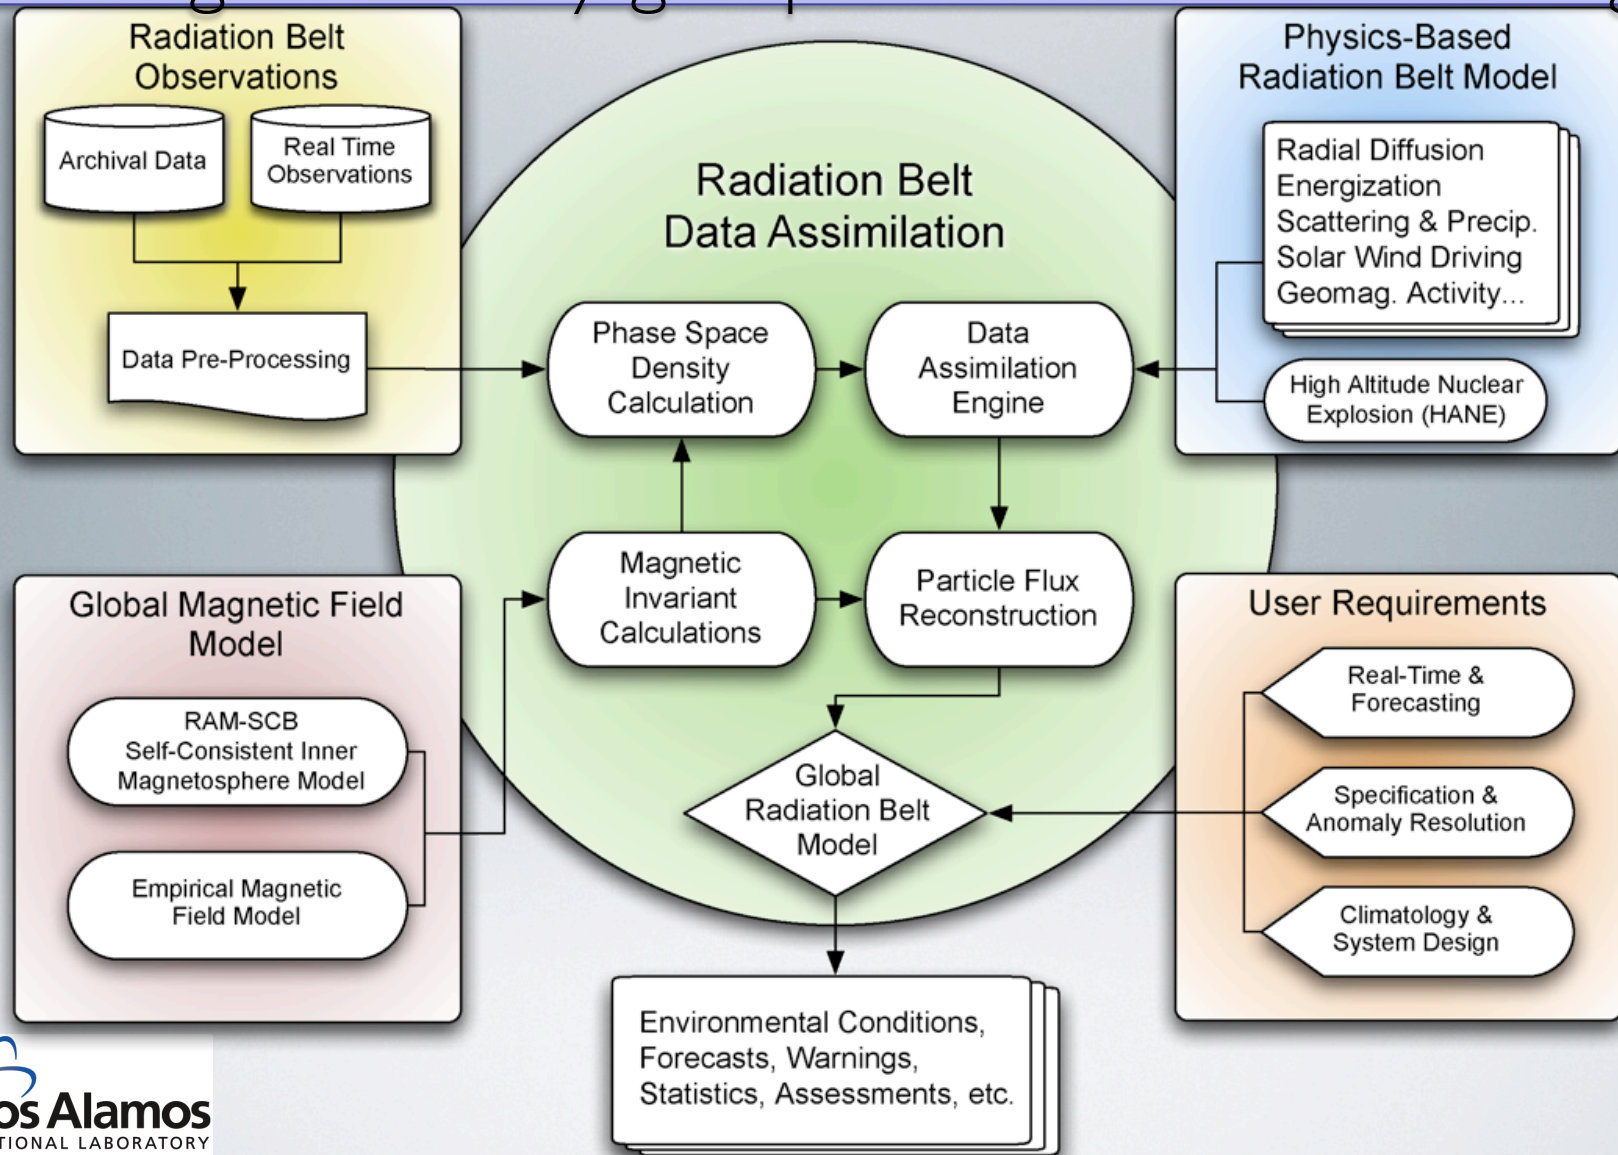 Radiation Belt
Observations
Archival Data
Real Time
Observations
Data Pre-Processing
Radiation Belt
Data Assimilation
Phase Space
Density
Calculation
Data
Assimilation
Engine
Magnetic
Invariant
Calculations
Particle Flux
Reconstruction
Global
Radiation Belt
Model
Physics-Based
Radiation Belt Model
Radial Diffusion
Energization
Scattering & Precip.
Solar Wind Driving
Geomag. Activity...
High Altitude Nuclear
Explosion (HANE)
Global Magnetic Field
Model
RAM-SCB
Self-Consistent Inner
Magnetosphere Model
Empirical Magnetic
Field Model
User Requirements
Real-Time &
Forecasting
Specification &
Anomaly Resolution
Climatology &
System Design
Environmental Conditions,
Forecasts, Warnings,
Statistics, Assessments, etc.
os Alamos
TIONAL LABORATORY